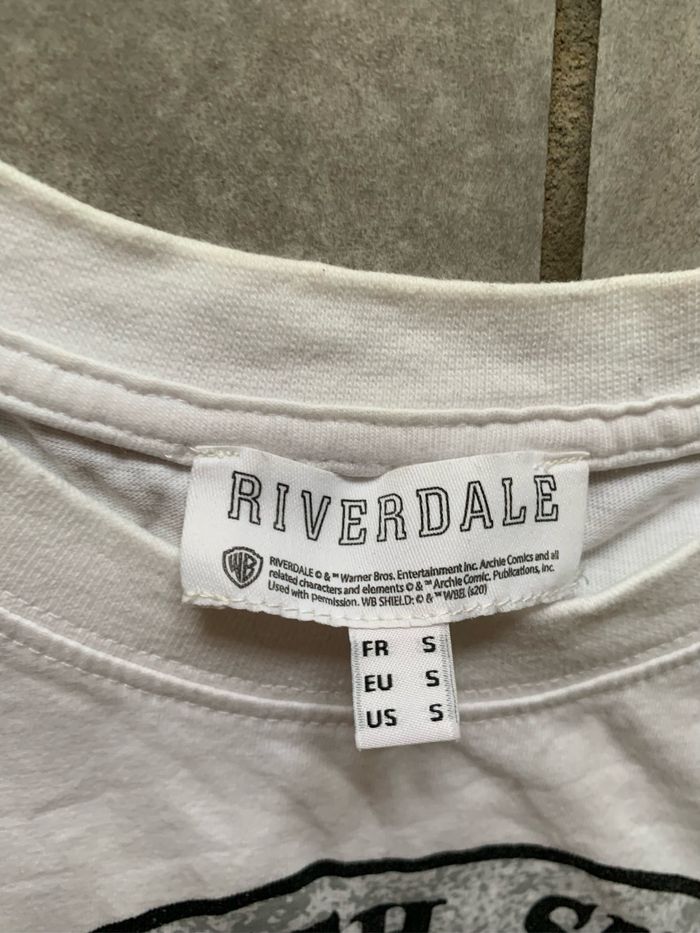 RIVERDALE
WB
RIVERDALE © & ™ Warner Bros. Entertainment Inc. Archie Comics and all
related characters and elements © & ™ Archie Comic. Publications, Inc.
Used with permission. WB SHIELD: © & ™ WBEI. (s20)
FR S
EU S
US S